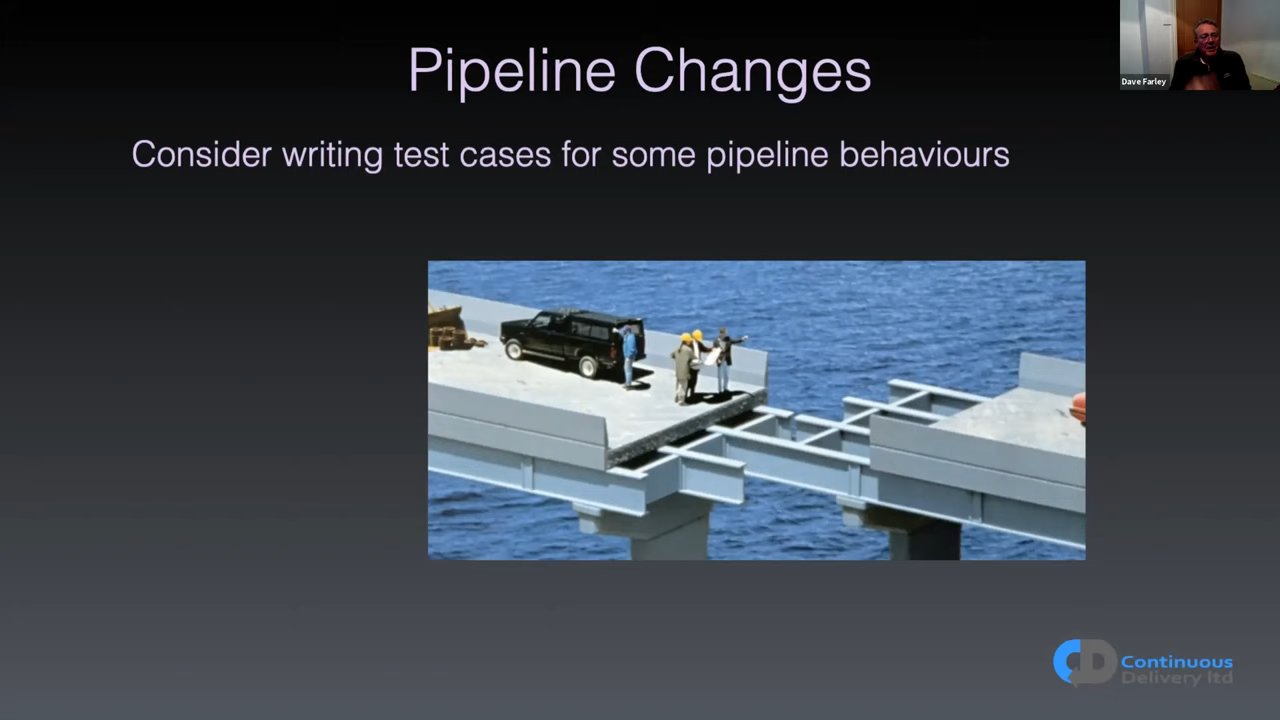 Pipeline Changes
Dave Farley
Consider writing test cases for some pipeline behaviours
Continuous
Delivery ltd